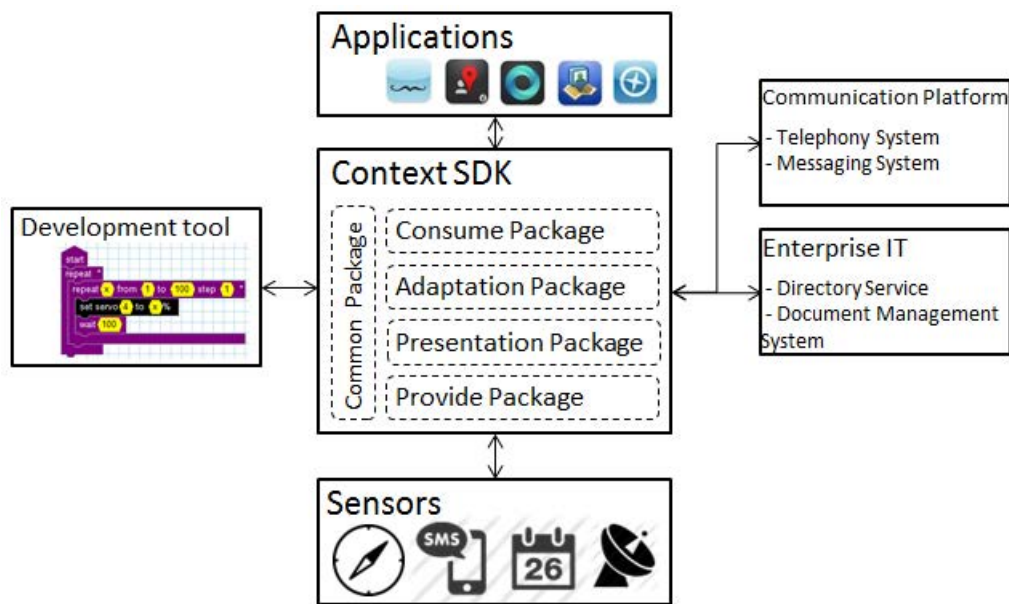 Applications
Context SDK
Common Package
Consume Package
Adaptation Package
Presentation Package
Provide Package
Development tool
start
repeat
repeat x from 1 to 100 step 1
set servo 4 to x %
wait 100
Communication Platform
- Telephony System
- Messaging System
Enterprise IT
- Directory Service
- Document Management
System
Sensors
SMS
26